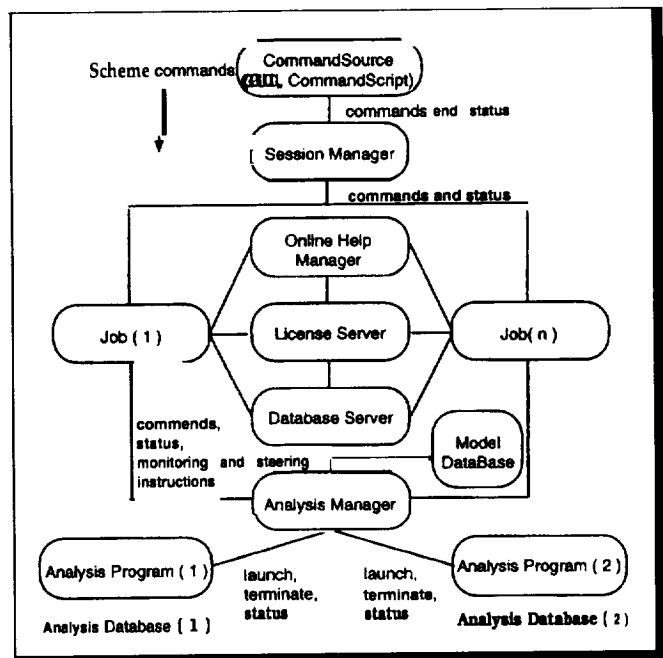 CommandSource
Scheme commands:
CommandScript)
commands end status
Session Manager
commands and status
Online Help
Manager
Job ( 1 )
License Server
Job( n )
Database Server
commends,
status,
monitoring and steering
instructions
Model
DataBase
Analysis Manager
Analysis Program ( 1 )
launch,
terminate,
status
launch,
terminate,
status
Analysis Program ( 2 )
Analysis Database ( 1 )
Analysis Database ( 2 )